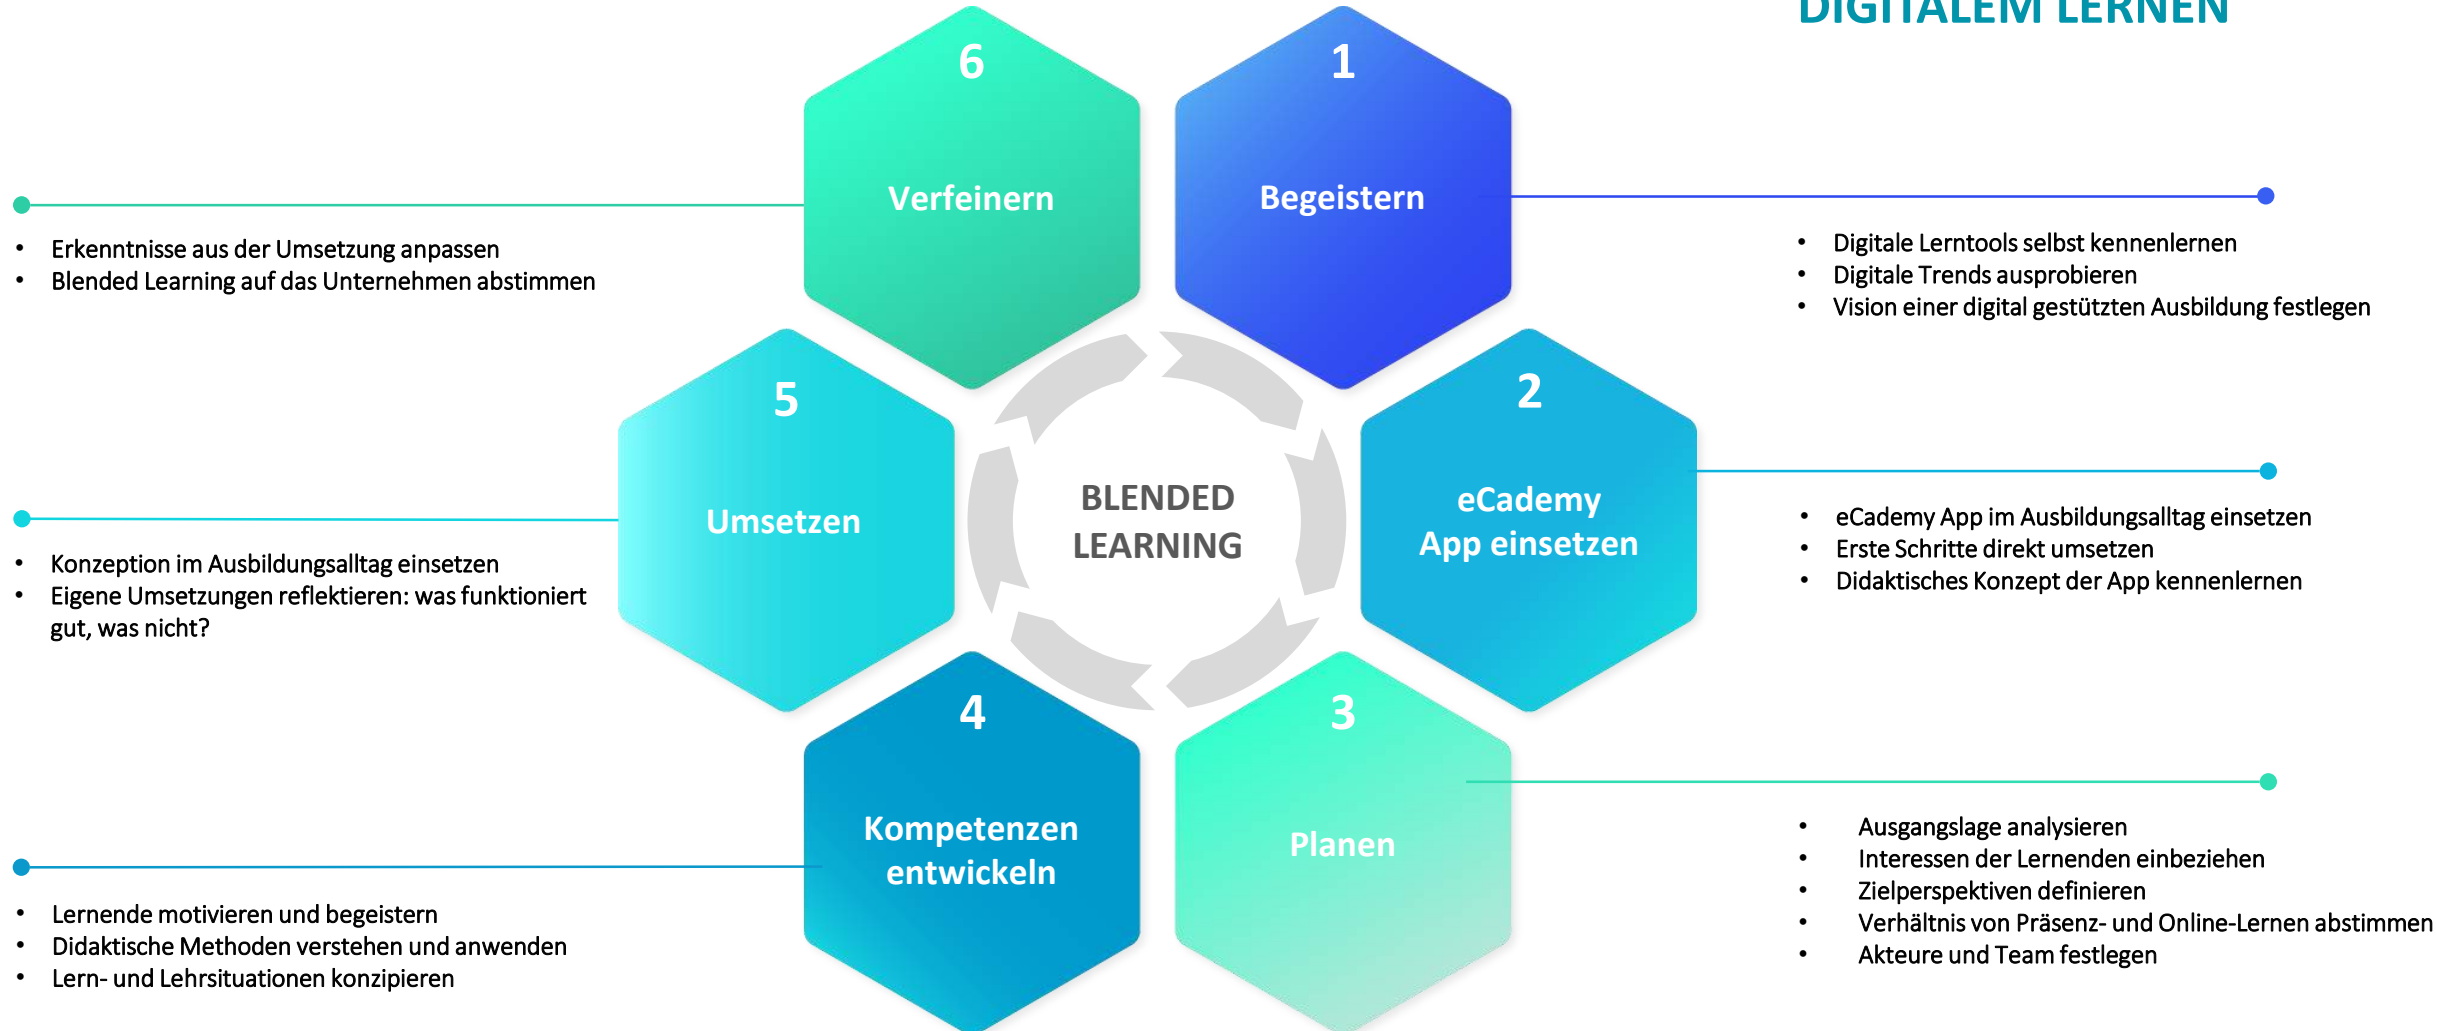 DIGITALEM LERNEN
1
Begeistern
• Digitale Lerntools selbst kennenlernen
• Digitale Trends ausprobieren
• Vision einer digital gestützten Ausbildung festlegen
2
eCademy
App einsetzen
• eCademy App im Ausbildungsalltag einsetzen
• Erste Schritte direkt umsetzen
• Didaktisches Konzept der App kennenlernen
3
Planen
• Ausgangslage analysieren
• Interessen der Lernenden einbeziehen
• Zielperspektiven definieren
• Verhältnis von Präsenz- und Online-Lernen abstimmen
• Akteure und Team festlegen
4
Kompetenzen
entwickeln
• Lernende motivieren und begeistern
• Didaktische Methoden verstehen und anwenden
• Lern- und Lehrsituationen konzipieren
5
Umsetzen
• Konzeption im Ausbildungsalltag einsetzen
• Eigene Umsetzungen reflektieren: was funktioniert
gut, was nicht?
6
Verfeinern
• Erkenntnisse aus der Umsetzung anpassen
• Blended Learning auf das Unternehmen abstimmen
BLENDED
LEARNING